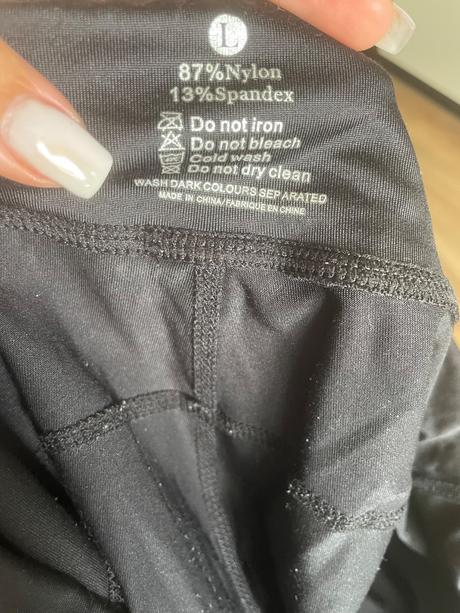 L
87%Nylon
13%Spandex
Do not iron
Do not bleach
Cold wash
Do not dry clean
WASH DARK COLOURS SEPARATED
MADE IN CHINA/FABRIQUE EN CHINE